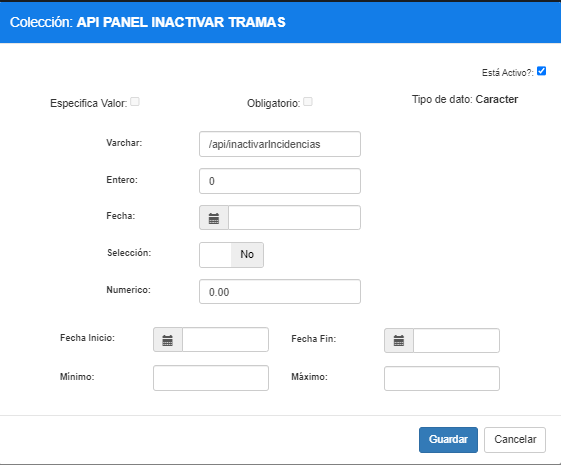 Colección: API PANEL INACTIVAR TRAMAS
Está Activo?:
Especifica Valor:
Obligatorio:
Tipo de dato: Caracter
Varchar:
/api/inactivarIncidencias
Entero:
0
Fecha:
Selección:
No
Numerico:
0.00
Fecha Inicio:
Fecha Fin:
Mínimo:
Máximo:
Guardar
Cancelar